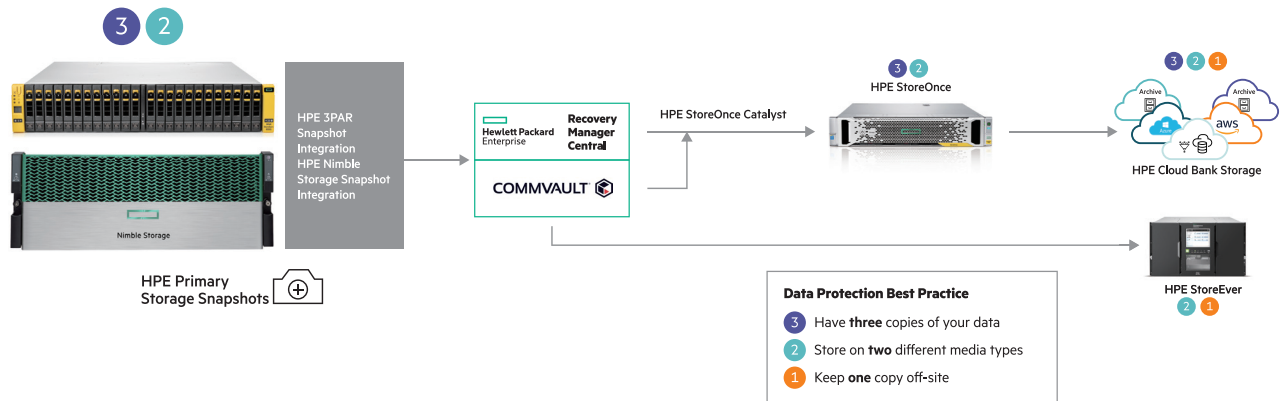 3 2
Nimble Storage
HPE Primary
Storage Snapshots
HPE 3PAR
Snapshot
Integration
HPE Nimble
Storage Snapshot
Integration
Hewlett Packard
Enterprise
Recovery
Manager
Central
COMMVAULT
HPE StoreOnce Catalyst
3 2
HPE StoreOnce
3 2 1
Archive
Archive
Azure
aws
HPE Cloud Bank Storage
HPE StoreEver
2 1
Data Protection Best Practice
3 Have three copies of your data
2 Store on two different media types
1 Keep one copy off-site